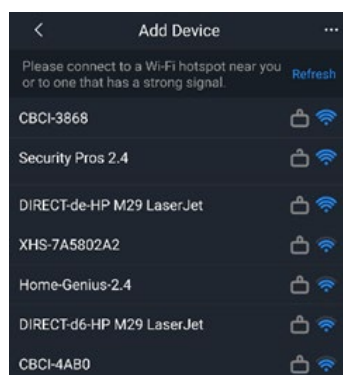 Add Device
Please connect to a Wi-Fi hotspot near you
or to one that has a strong signal.
Refresh
CBCI-3868
Security Pros 2.4
DIRECT-de-HP M29 LaserJet
XHS-7A5802A2
Home-Genius-2.4
DIRECT-d6-HP M29 LaserJet
CBCI-4AB0